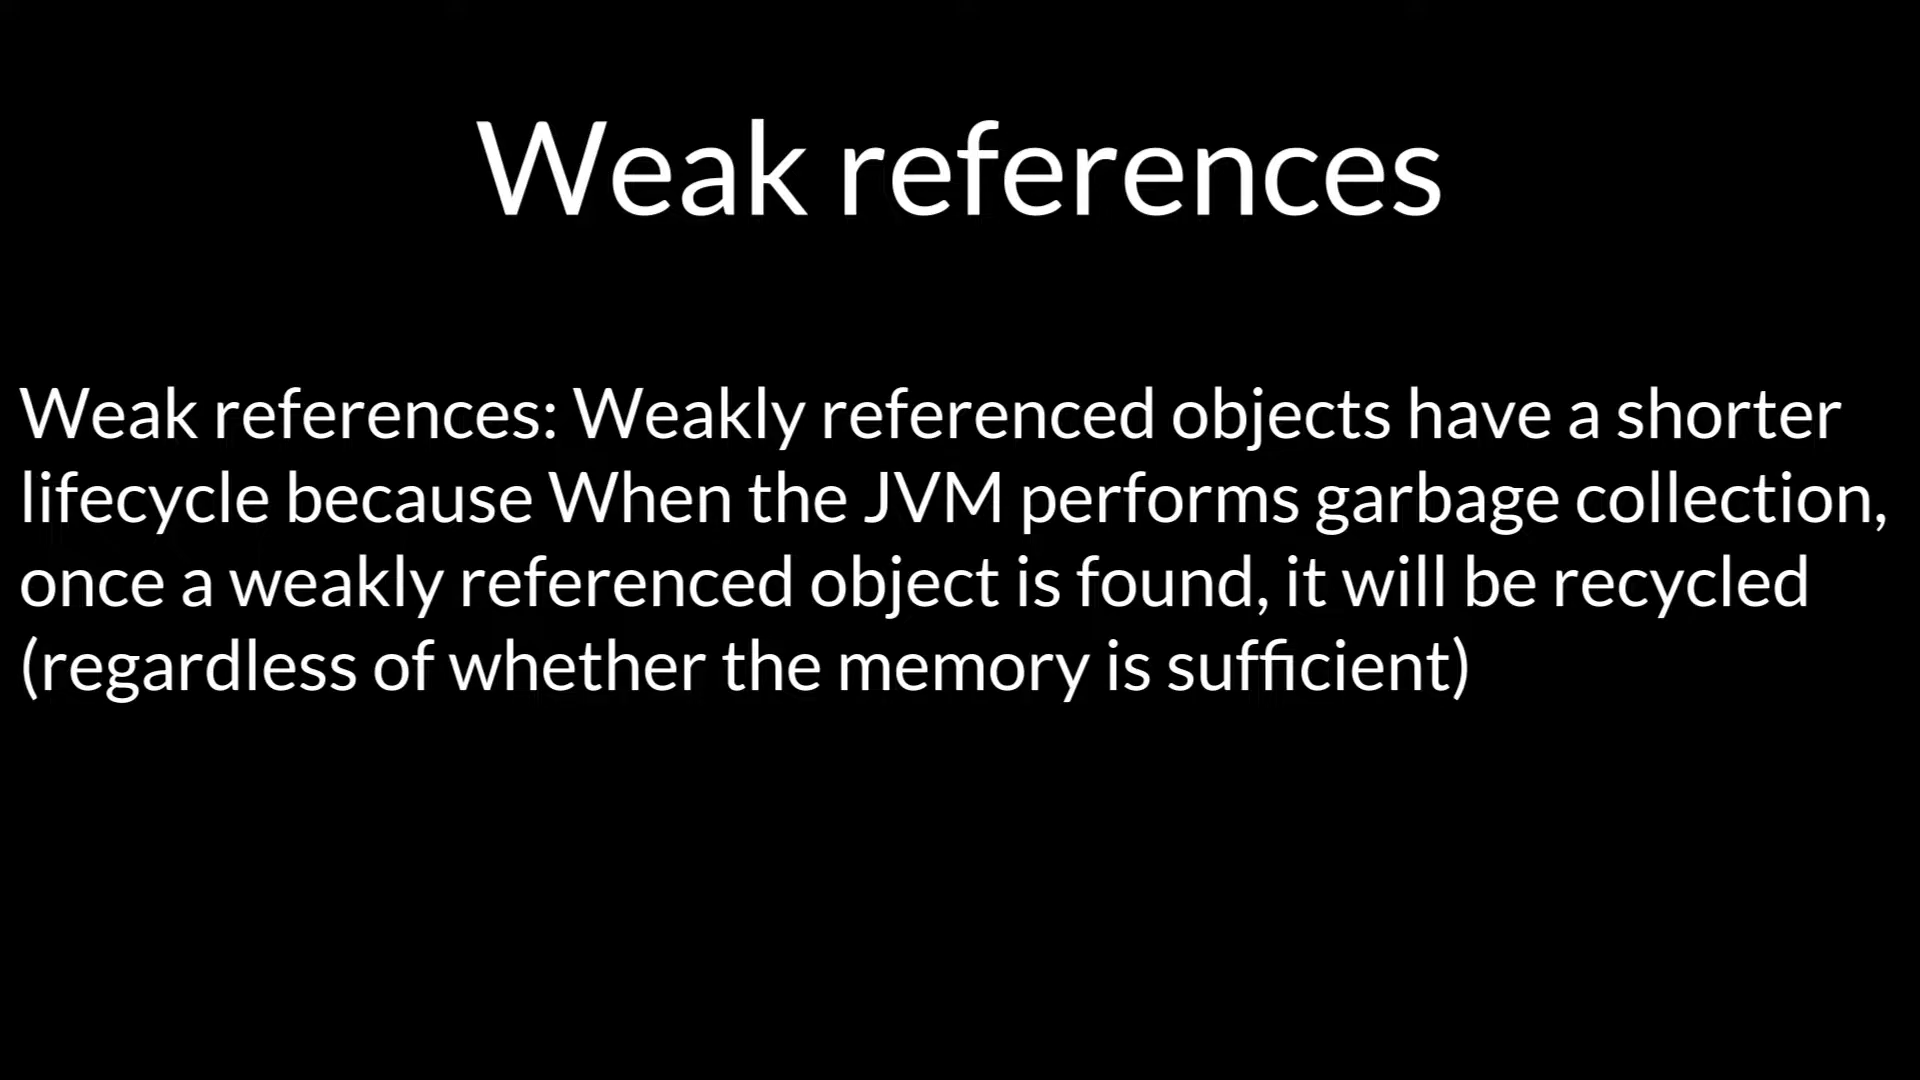 Weak references
Weak references: Weakly referenced objects have a shorter
lifecycle because When the JVM performs garbage collection,
once a weakly referenced object is found, it will be recycled
(regardless of whether the memory is sufficient)